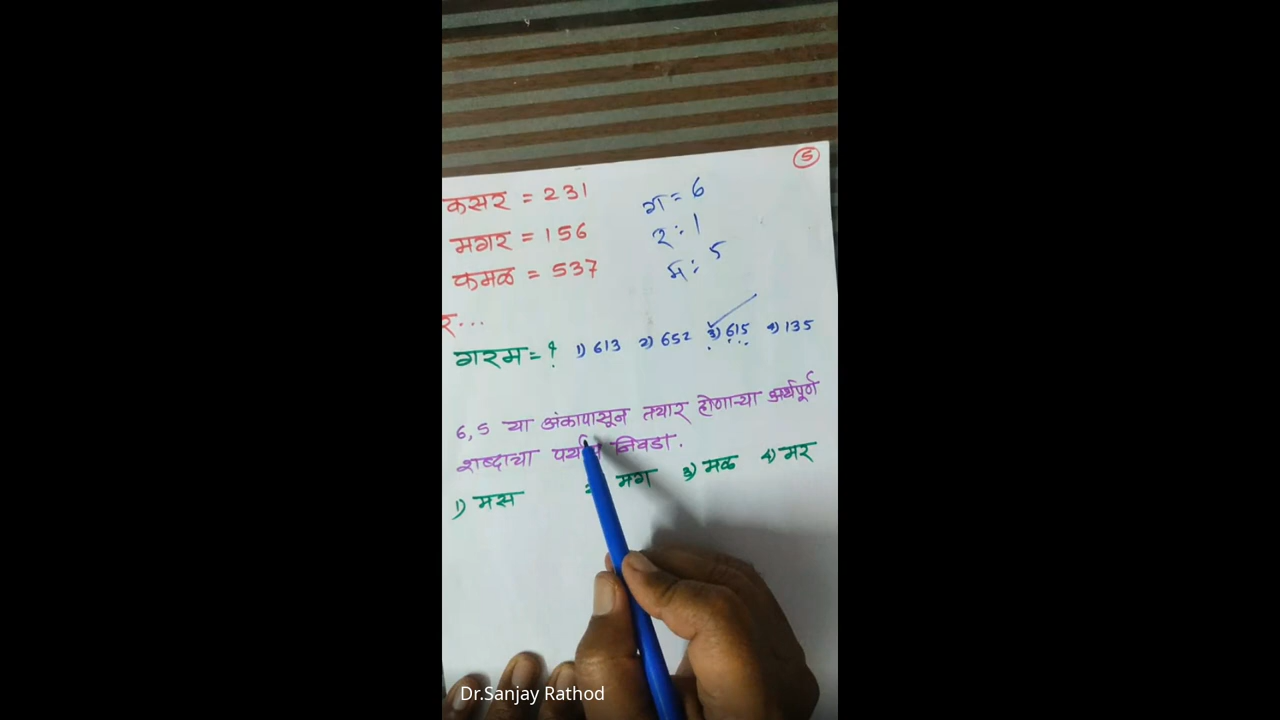 5
कसर = 231
मगर = 156
कमळ = 537
ग = 6
र : 1
म : 5
र...
गरम = ? 1) 613 2) 652 3) 615 4) 135
6, 5 या अंकापासून तयार होणाऱ्या अर्थपूर्ण
शब्दाचा निवडा.
1) मस मग 3) मळ 4) मर
Dr.Sanjay Rathod